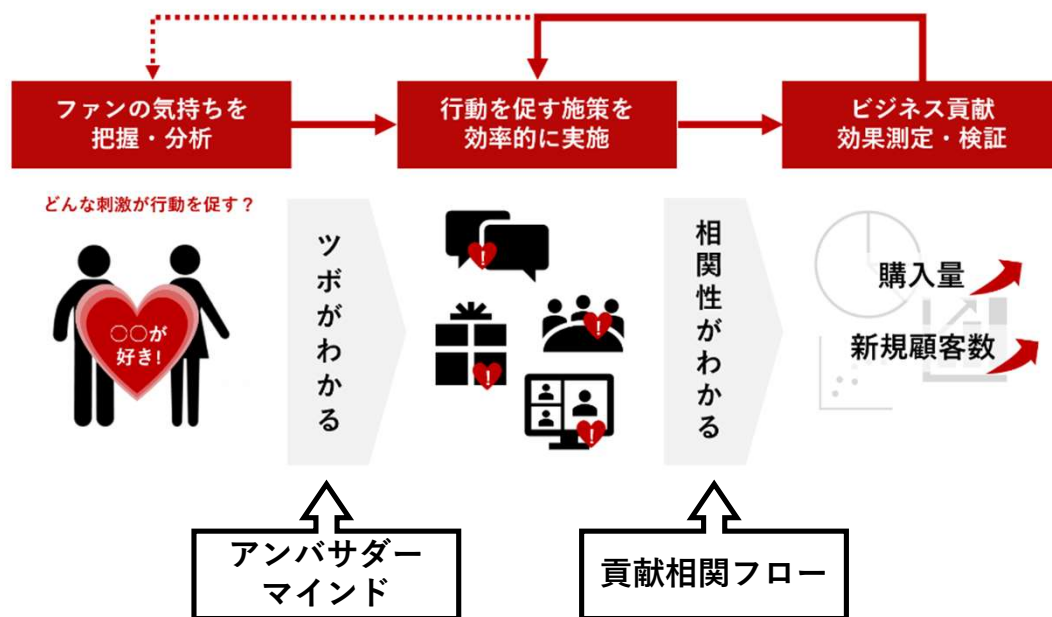 ファンの気持ちを
把握・分析
行動を促す施策を
効率的に実施
ビジネス貢献
効果測定・検証
どんな刺激が行動を促す？
〇〇が
好き!
ツボがわかる
!
!
!
!
相関性がわかる
購入量
新規顧客数
アンバサダー
マインド
貢献相関フロー